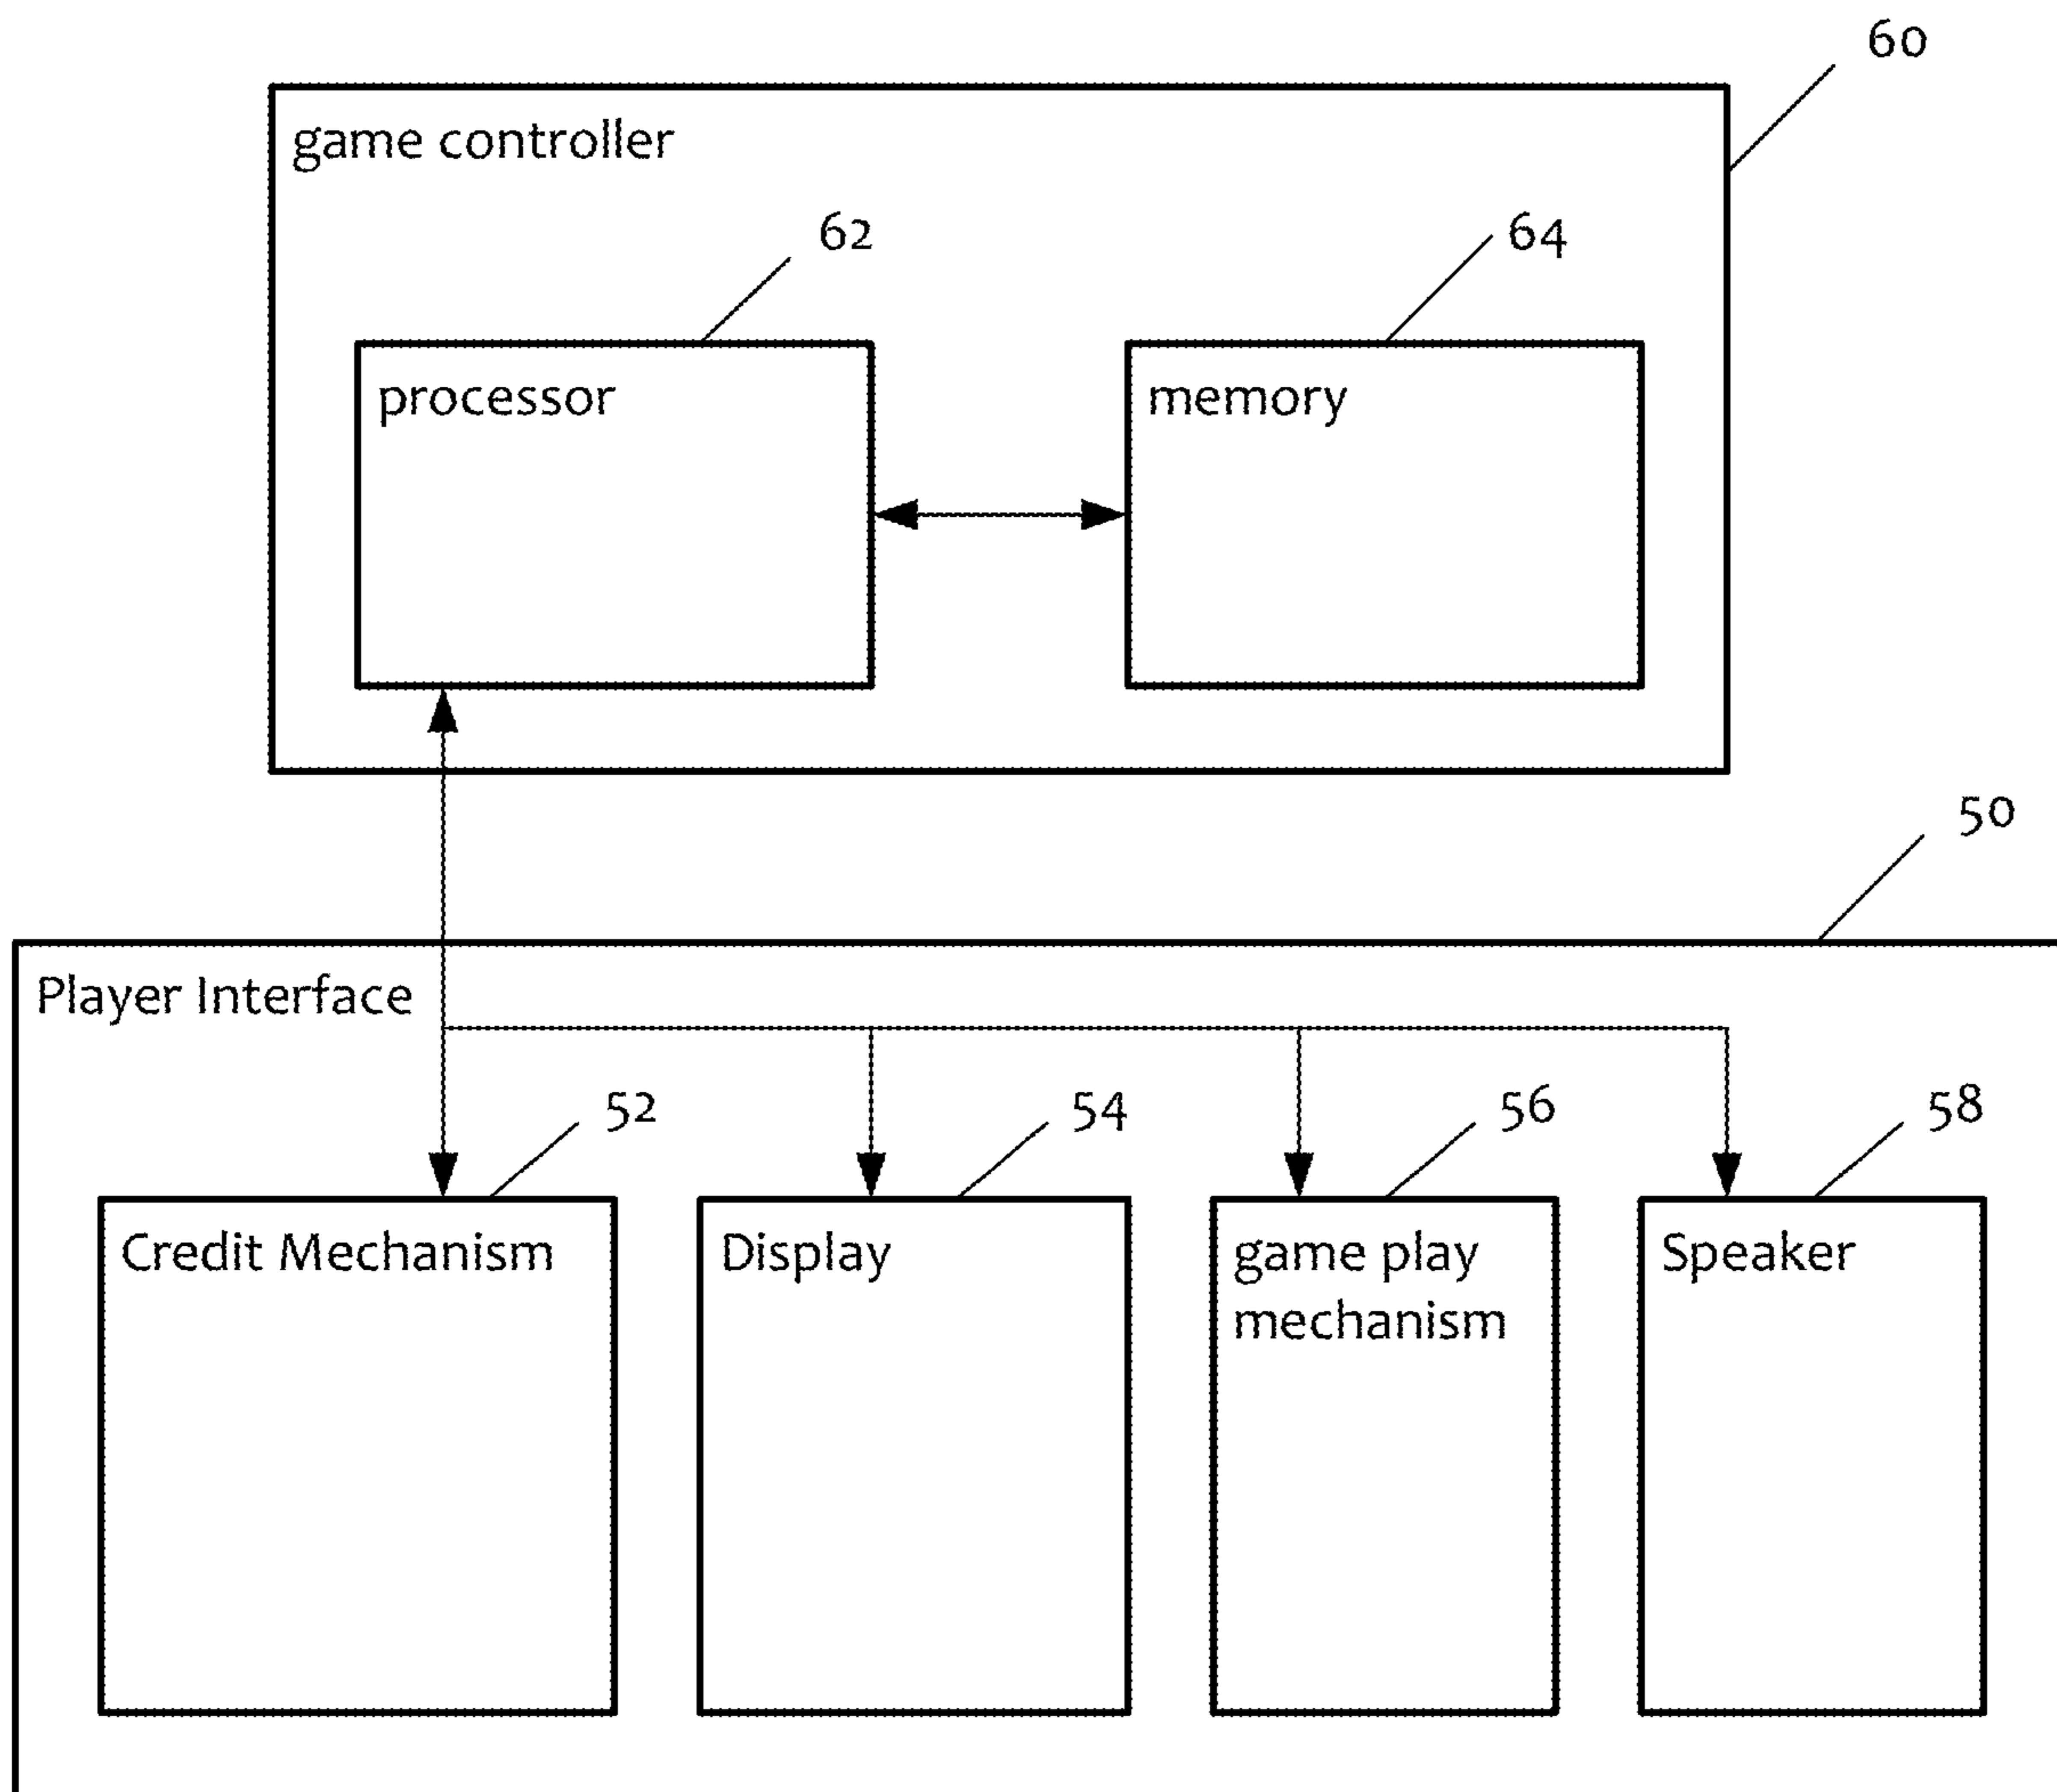 60
game controller
62
64
processor
memory
50
Player Interface
52
54
56
58
Credit Mechanism
Display
game play
mechanism
Speaker